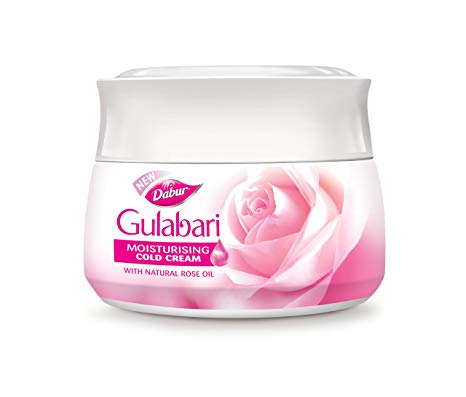 NEW
Dabur
Gulabari
MOISTURISING
COLD CREAM
WITH NATURAL ROSE OIL